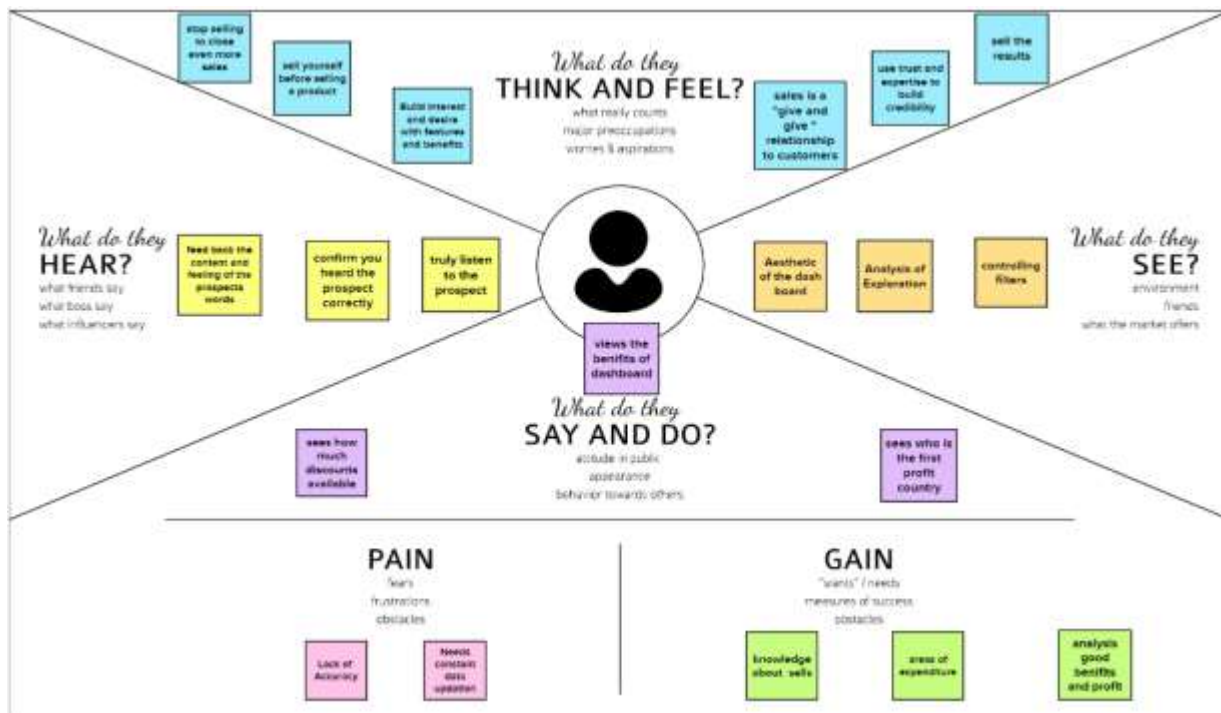 stop selling
to close
even more
sales
sell yourself
before selling
a product
Build interest
and desire
with features
and benefits
What do they
THINK AND FEEL?
what really counts
major preoccupations
worries & aspirations
sales is a
"give and
give "
relationship
to customers
use trust and
expertise to
build
credibility
sell the
results
What do they
HEAR?
what friends say
what boss say
what influencers say
feed back the
content and
feeling of the
prospects
words
confirm you
heard the
prospect
correctly
truly listen
to the
prospect
Aesthetic
of the dash
board
Analysis of
Exploration
controlling
filters
What do they
SEE?
environment
friends
what the market offers
views the
benifits of
dashboard
What do they
SAY AND DO?
attitude in public
appearance
behavior towards others
sees how
much
discounts
available
sees who is
the first
profit
country
PAIN
fears
frustrations
obstacles
Lack of
Accuracy
Needs
constant
data
updation
GAIN
"wants" / needs
measures of success
obstacles
knowledge
about sells
areas of
expenditure
analysis
good
benifits
and profit